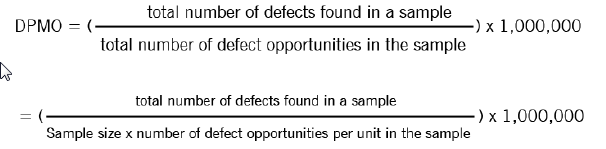 total number of defects found in a sample
DPMO = ( ) x 1,000,000
total number of defect opportunities in the sample
total number of defects found in a sample
= ( ) x 1,000,000
Sample size x number of defect opportunities per unit in the sample